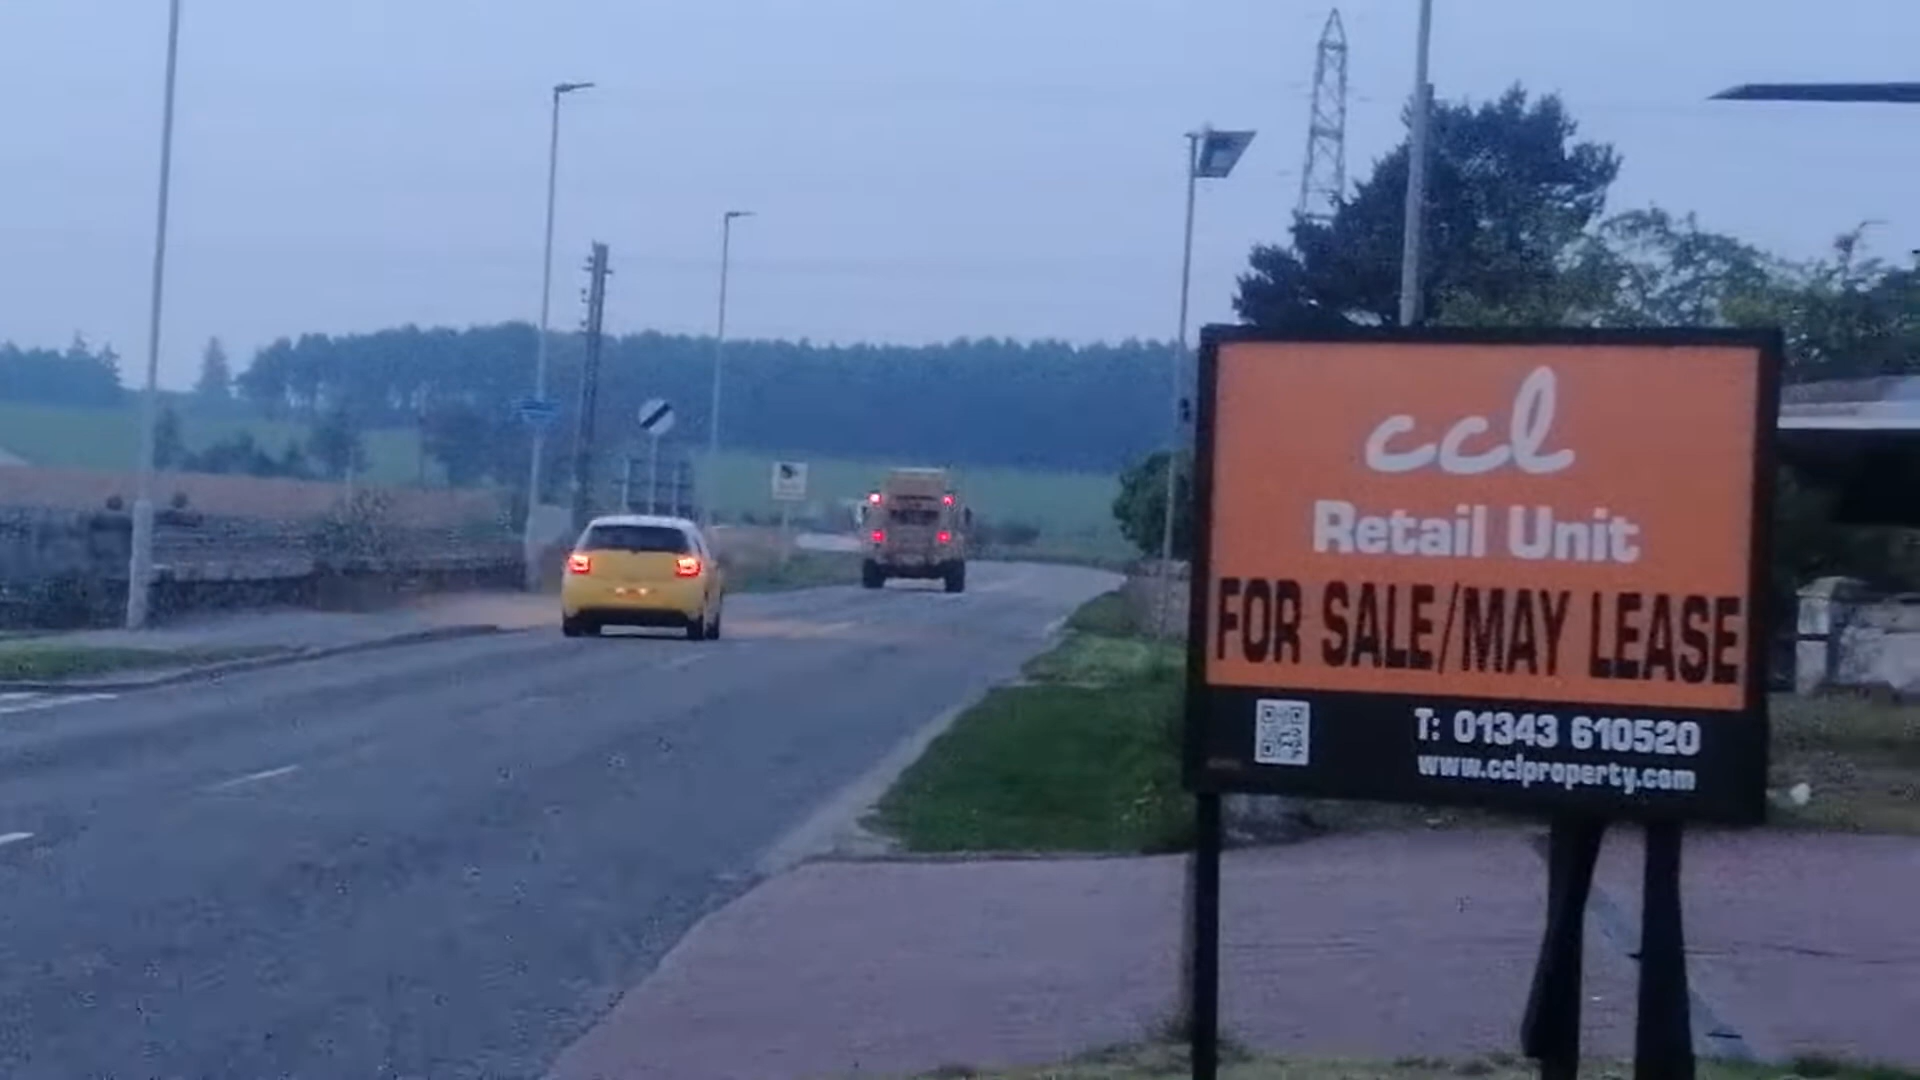 ccl
Retail Unit
FOR SALE/MAY LEASE
T: 01343 610520
www.cclproperty.com